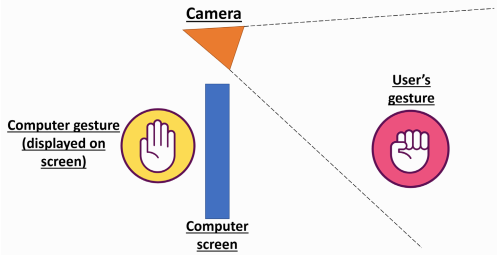 Camera
User's
gesture
Computer gesture
(displayed on
screen)
Computer
screen